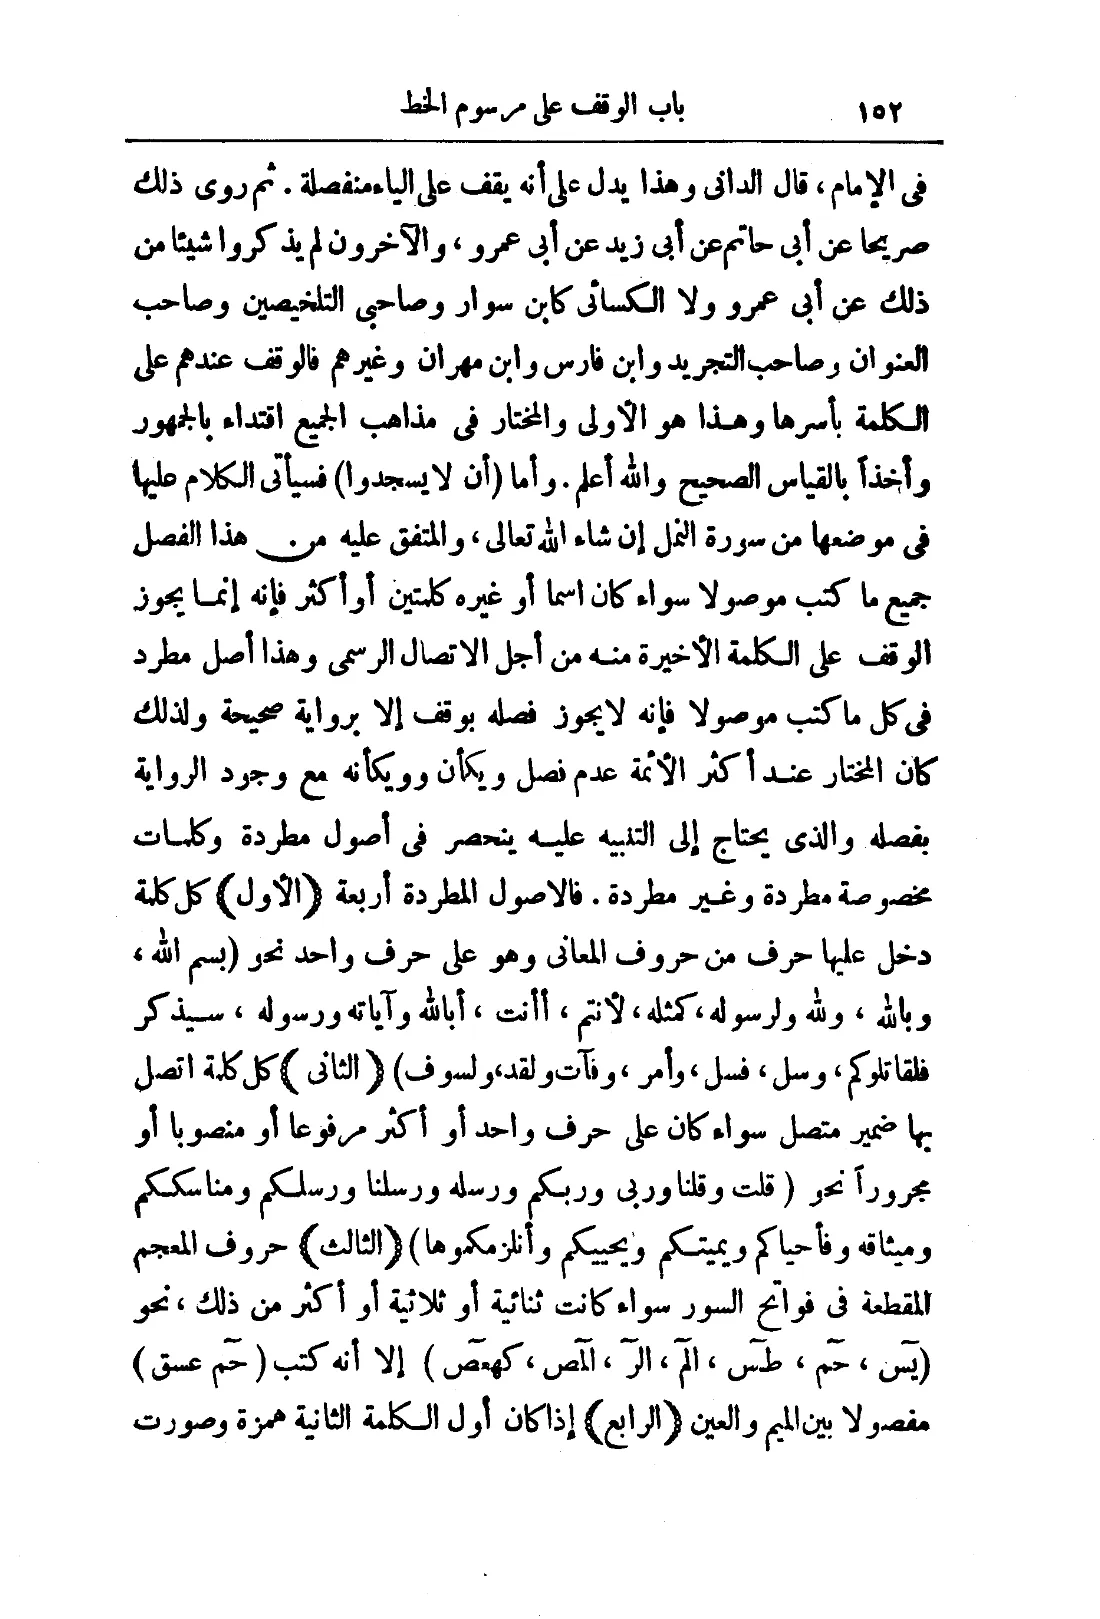 ١٥٢ باب الوقف على مرسوم الخط
فى الإمام، قال الدانى وهذا يدل على أنه يقف على الياء منفصلة . ثم روى ذلك
صريحا عن أبى حاتم عن أبى زيد عن أبى عمرو ، والآخرون لم يذكروا شيئا من
ذلك عن أبى عمرو ولا الكسائى كابن سوار وصاحبى التلخيصين وصاحب
العنوان وصاحب التجريد وابن فارس وابن مهران وغيرهم فالوقف عندهم على
الكلمة بأسرها وهذا هو الأولى والمختار فى مذاهب الجميع اقتداء بالجمهور
وأخذاً بالقياس الصحيح والله أعلم . وأما (أن لا يسجدوا) فسيأتى الكلام عليها
فى موضعها من سورة النمل إن شاء الله تعالى، والمتفق عليه من هذا الفصل
جميع ما كتب موصولا سواء كان اسما أو غيره كلمتين أو أكثر فإنه إنما يجوز
الوقف على الكلمة الأخيرة منه من أجل الاتصال الرسمى وهذا أصل مطرد
فى كل ما كتب موصولا فإنه لا يجوز فصله بوقف إلا برواية صحيحة ولذلك
كان المختار عند أكثر الأئمة عدم فصل ويكأن وويكأنه مع وجود الرواية
بفصله والذى يحتاج إلى التنبيه عليه ينحصر فى أصول مطردة وكلمات
مخصوصة مطردة وغير مطردة . فالاصول المطردة أربعة (الأول) كل كلمة
دخل عليها حرف من حروف المعانى وهو على حرف واحد نحو (بسم الله ،
وبالله ، ولله ولرسوله، كمثله، لأنتم ، أأنت ، أبالله وآياته ورسوله ، سيذكر
فلقاتلوكم، وسل ، فسل، وأمر ، وفآت ولقد، ولسوف) (الثانى) كل كلمة اتصل
بها ضمير متصل سواء كان على حرف واحد أو أكثر مرفوعا أو منصوبا أو
مجروراً نحو ( قلت وقلنا وربى وربكم ورسله ورسلنا ورسلكم ومناسككم
وميثاقه وفأحياكم ويميتكم ويحييكم وأنلزمكموها) (الثالث) حروف المعجم
المقطعة فى فواتح السور سواء كانت ثنائية أو ثلاثية أو أكثر من ذلك ، نحو
(يٓس ، حٓم ، طٓس ، الٓم ، الٓر ، الٓمٓص ، كٓهيعٓص ) إلا أنه كتب (حٓم عسق)
مفصولا بين الميم والعين (الرابع) إذا كان أول الكلمة الثانية همزة وصورت